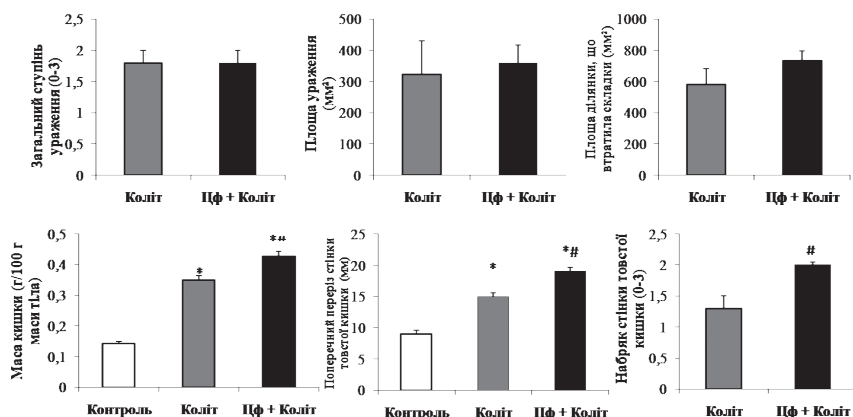 Загальний ступінь
ураження (0-3)
2,5
2
1,5
1
0,5
0
Коліт
Цф + Коліт
Площа ураження
(мм²)
500
400
300
200
100
0
Коліт
Цф + Коліт
Площа ділянки, що
втратила складки (мм²)
1000
800
600
400
200
0
Коліт
Цф + Коліт
Маса кишки (г/100 г
маси тіла)
0,5
0,4
0,3
0,2
0,1
0
*
*#
Контроль
Коліт
Цф + Коліт
Поперечний переріз стінки
товстої кишки (мм)
25
20
15
10
5
0
*
*#
Контроль
Коліт
Цф + Коліт
Набряк стінки товстої
кишки (0-3)
2,5
2
1,5
1
0,5
0
#
Коліт
Цф + Коліт